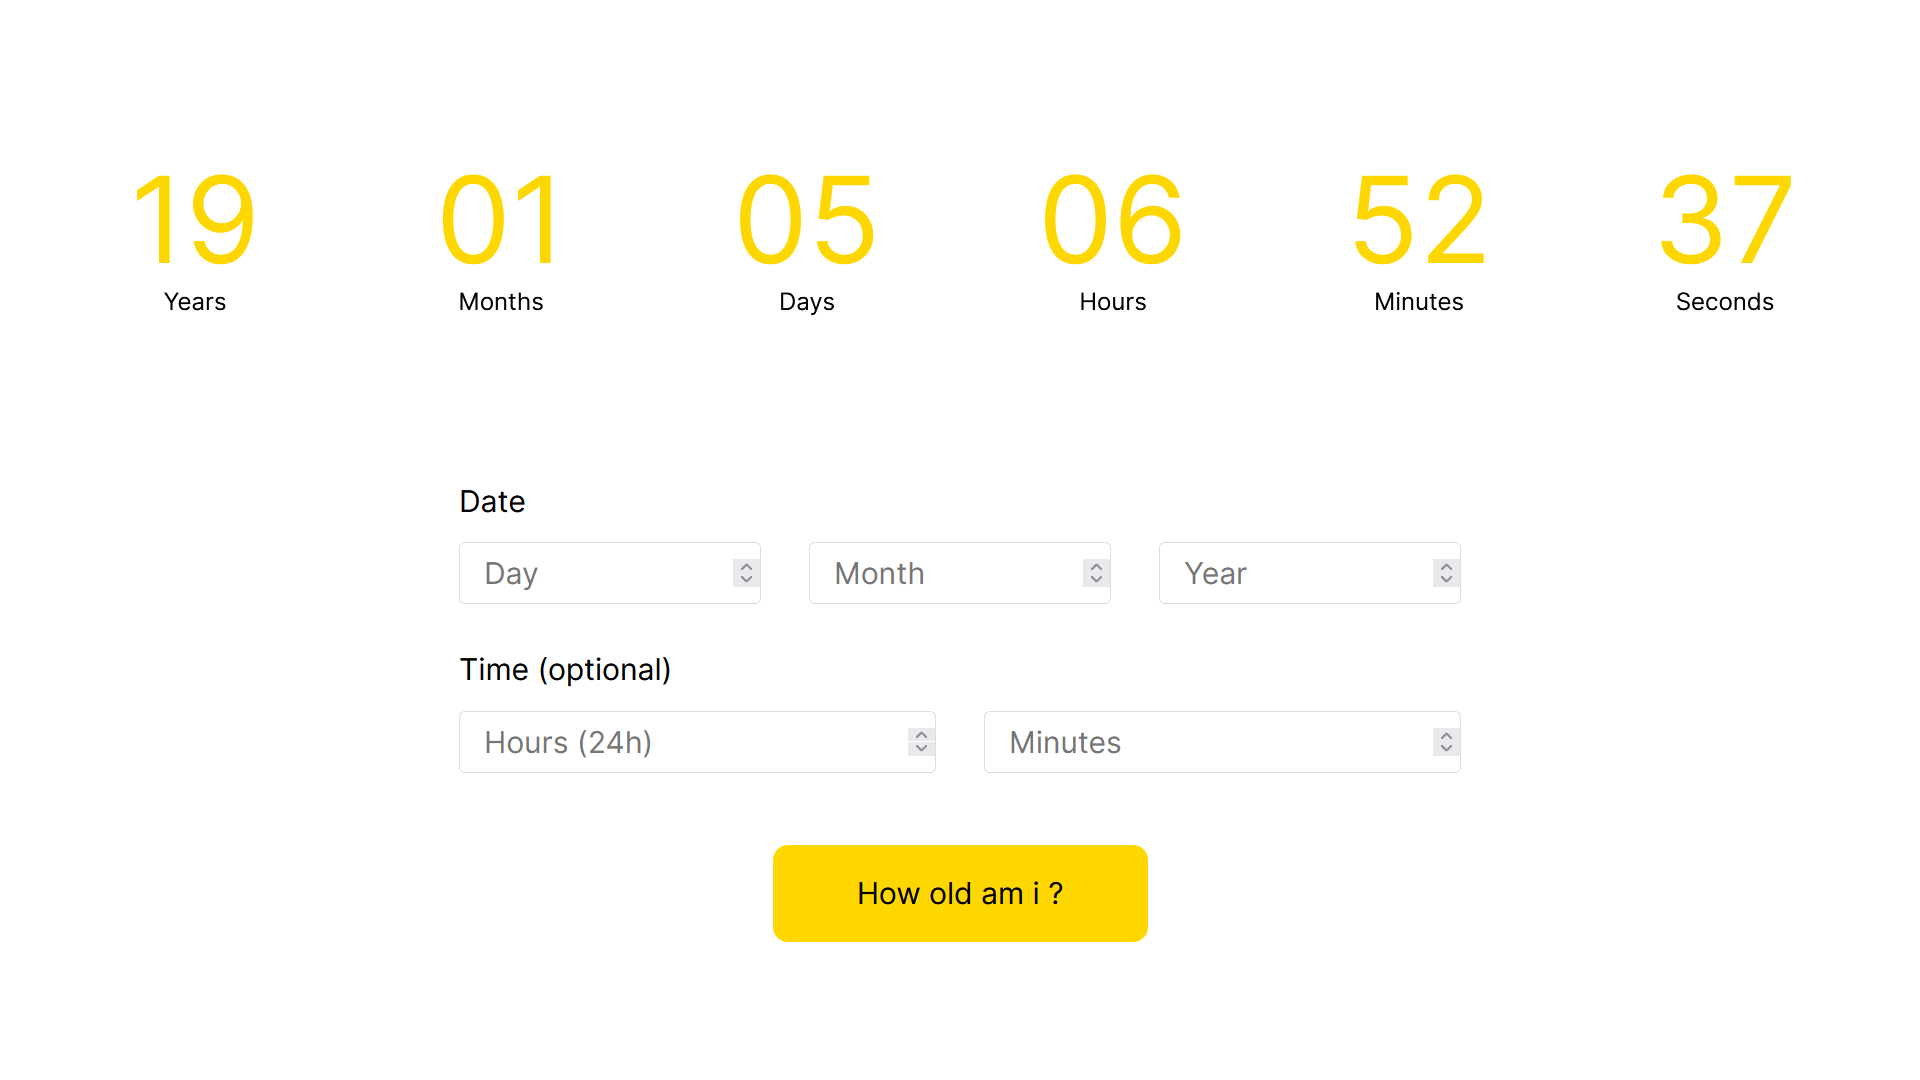 19 01 05 06 52 37
Years Months Days Hours Minutes Seconds
Date
Day Month Year
Time (optional)
Hours (24h) Minutes
How old am i ?